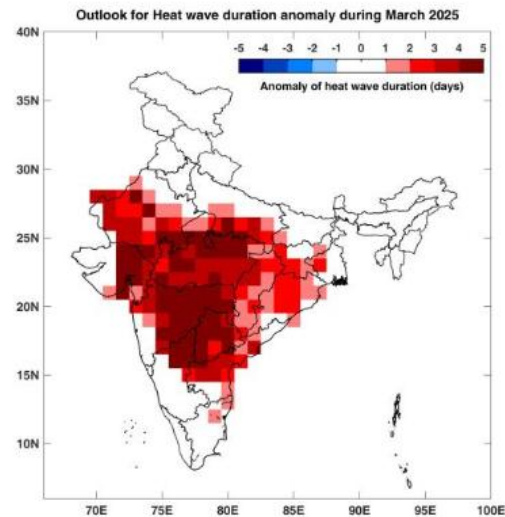 Outlook for Heat wave duration anomaly during March 2025
40N
-5 -4 -3 -2 -1 0 1 2 3 4 5
Anomaly of heat wave duration (days)
35N
30N
25N
20N
15N
10N
70E 75E 80E 85E 90E 95E 100E